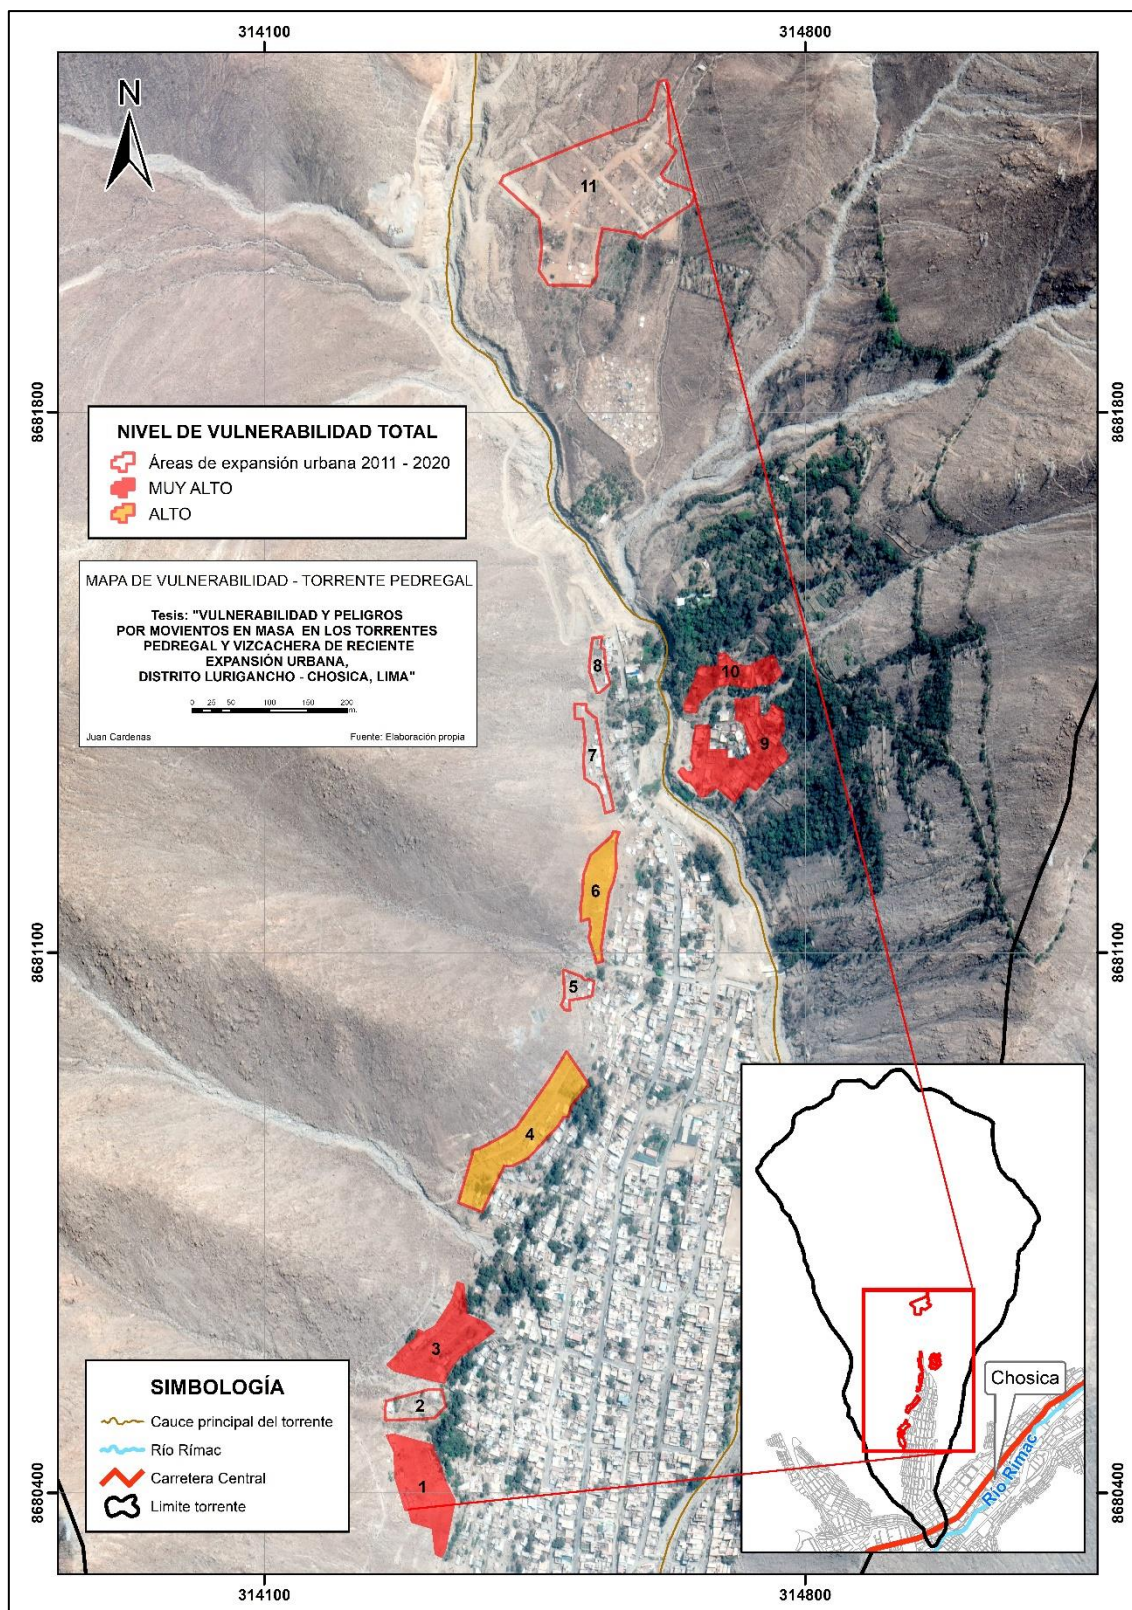 314100
314800
N
11
8681800
8681800
NIVEL DE VULNERABILIDAD TOTAL
Áreas de expansión urbana 2011 - 2020
MUY ALTO
ALTO
MAPA DE VULNERABILIDAD - TORRENTE PEDREGAL
Tesis: "VULNERABILIDAD Y PELIGROS
POR MOVIENTOS EN MASA EN LOS TORRENTES
PEDREGAL Y VIZCACHERA DE RECIENTE
EXPANSIÓN URBANA,
DISTRITO LURIGANCHO - CHOSICA, LIMA"
0 25 50 100 150 200
m.
Juan Cardenas
Fuente: Elaboración propia
8
10
9
7
6
8681100
8681100
5
4
3
2
1
Chosica
Río Rímac
SIMBOLOGÍA
Cauce principal del torrente
Río Rímac
Carretera Central
Limite torrente
8680400
8680400
314100
314800